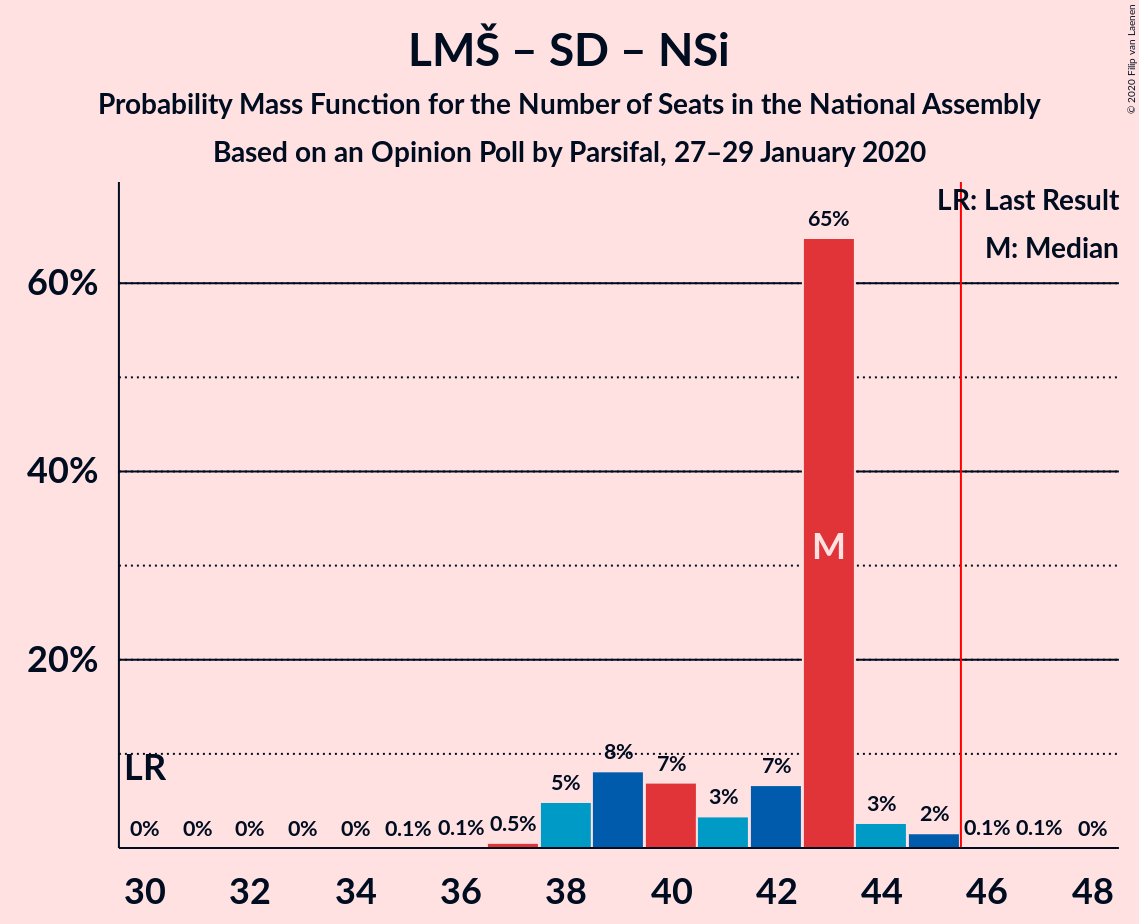 LMŠ – SD – NSi
Probability Mass Function for the Number of Seats in the National Assembly
Based on an Opinion Poll by Parsifal, 27–29 January 2020
© 2020 Filip van Laenen
LR: Last Result
M: Median
65%
60%
40%
M
20%
LR
8%
7%
7%
5%
3%
3%
2%
0% 0% 0% 0% 0% 0.1% 0.1% 0.5% 0.1% 0.1% 0%
30 32 34 36 38 40 42 44 46 48